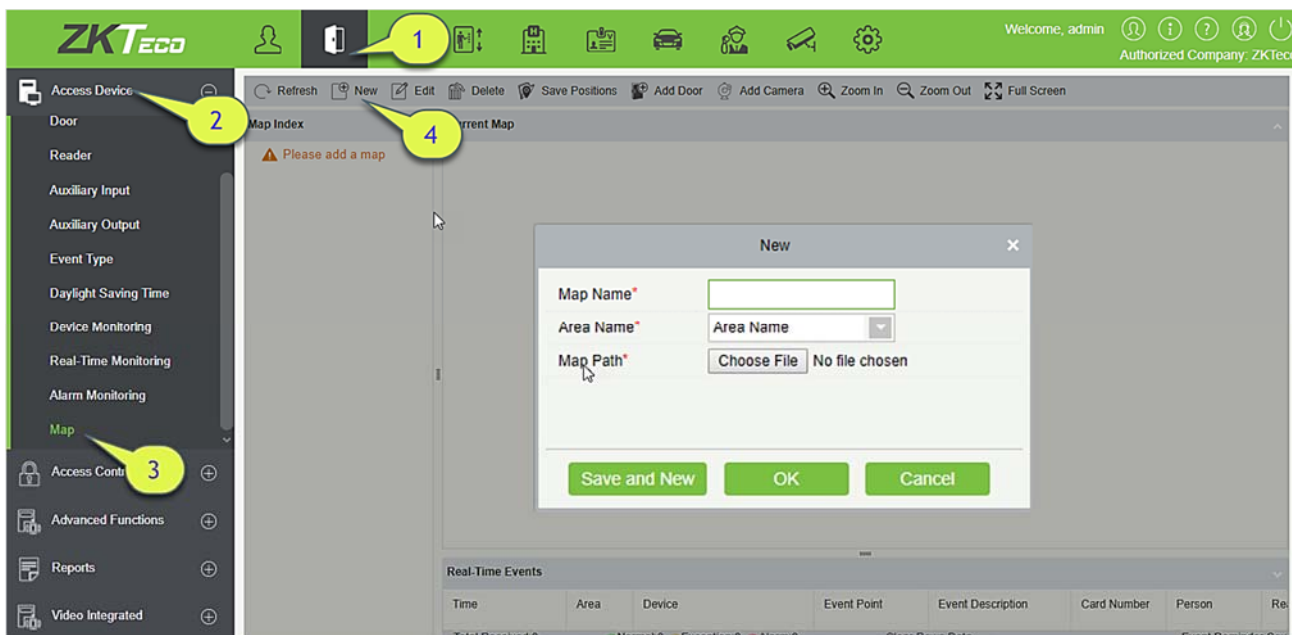 ZKTECO
Welcome, admin
Authorized Company: ZKTeco
1
Access Device
2
Door
Reader
Auxiliary Input
Auxiliary Output
Event Type
Daylight Saving Time
Device Monitoring
Real-Time Monitoring
Alarm Monitoring
Map
3
Access Contr
Advanced Functions
Reports
Video Integrated
Refresh New Edit Delete Save Positions Add Door Add Camera Zoom In Zoom Out Full Screen
4
Map Index
rrent Map
Please add a map
New
Map Name*
Area Name* Area Name
Map Path* Choose File No file chosen
Save and New OK Cancel
Real-Time Events
Time Area Device Event Point Event Description Card Number Person Re